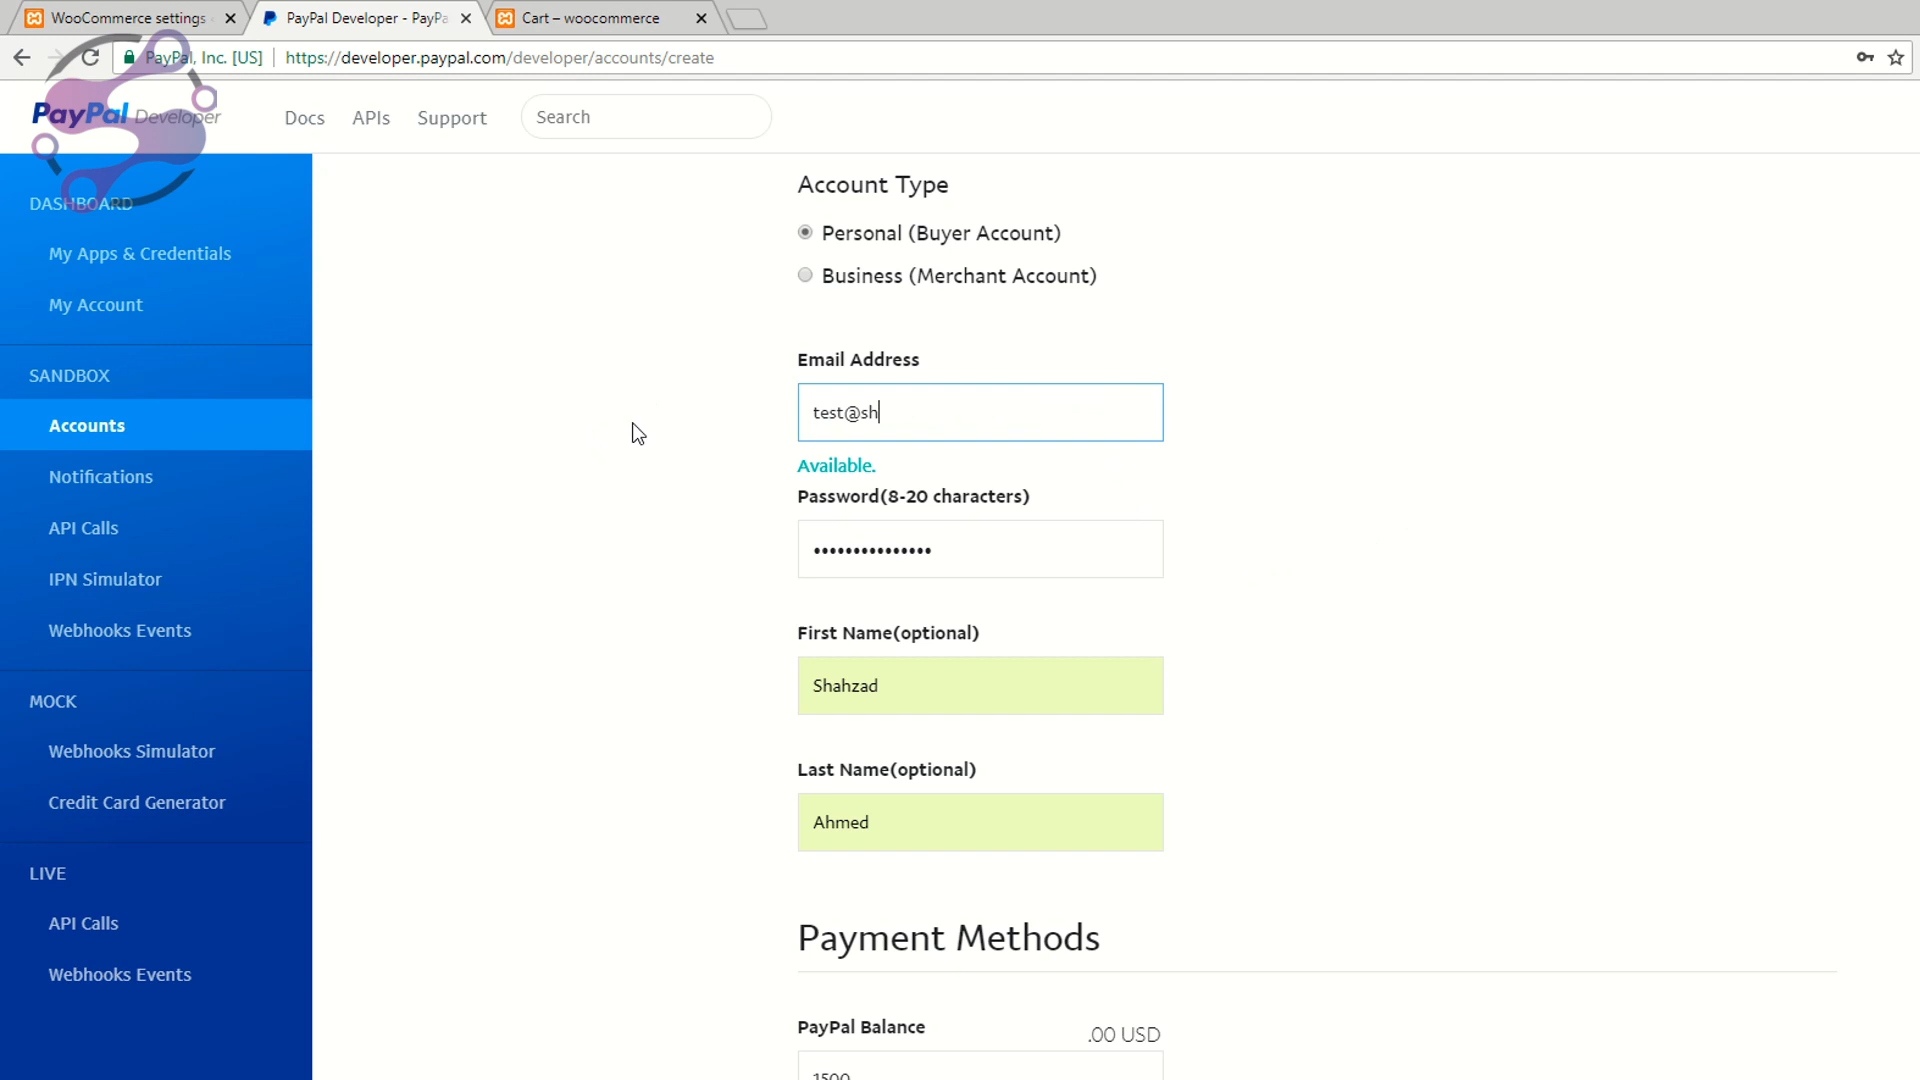 WooCommerce settings
PayPal Developer - PayPa
Cart – woocommerce
PayPal, Inc. [US]
https://developer.paypal.com/developer/accounts/create
PayPal Developer
Docs
APIs
Support
Search
DASHBOARD
My Apps & Credentials
My Account
SANDBOX
Accounts
Notifications
API Calls
IPN Simulator
Webhooks Events
MOCK
Webhooks Simulator
Credit Card Generator
LIVE
API Calls
Webhooks Events
Account Type
Personal (Buyer Account)
Business (Merchant Account)
Email Address
test@sh
Available.
Password(8-20 characters)
•••••••••••••••
First Name(optional)
Shahzad
Last Name(optional)
Ahmed
Payment Methods
PayPal Balance
.00 USD
1500